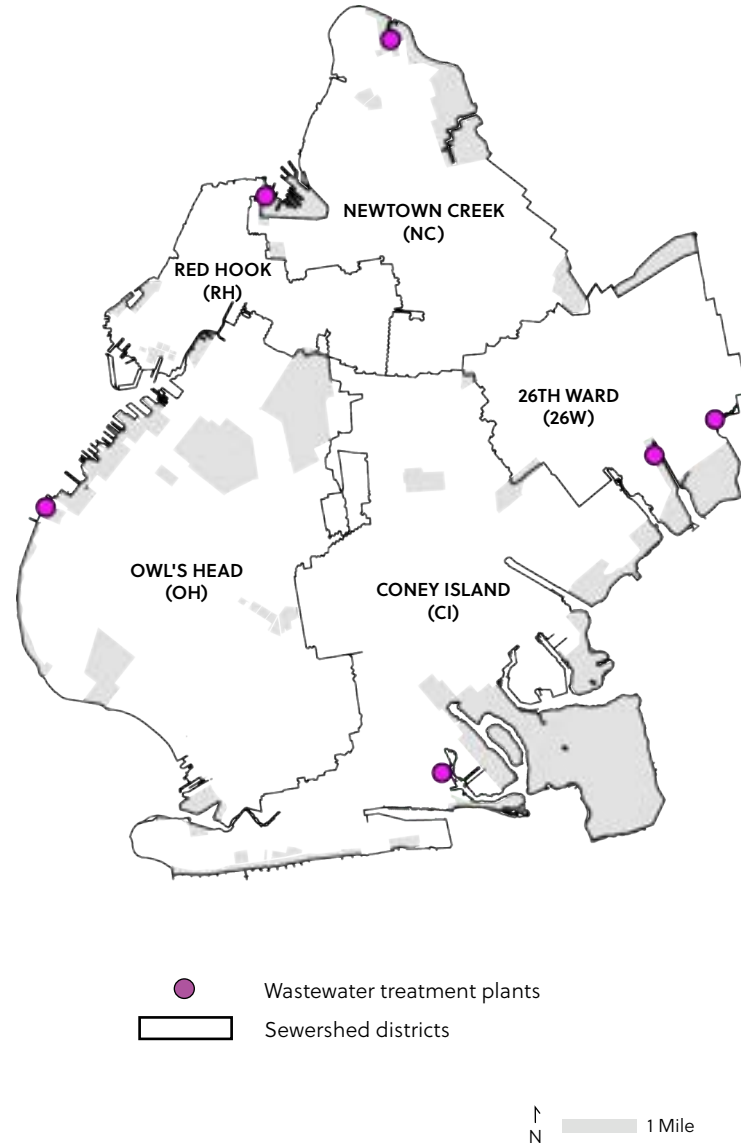 NEWTOWN CREEK
(NC)
RED HOOK
(RH)
26TH WARD
(26W)
OWL'S HEAD
(OH)
CONEY ISLAND
(CI)
Wastewater treatment plants
Sewershed districts
N
1 Mile